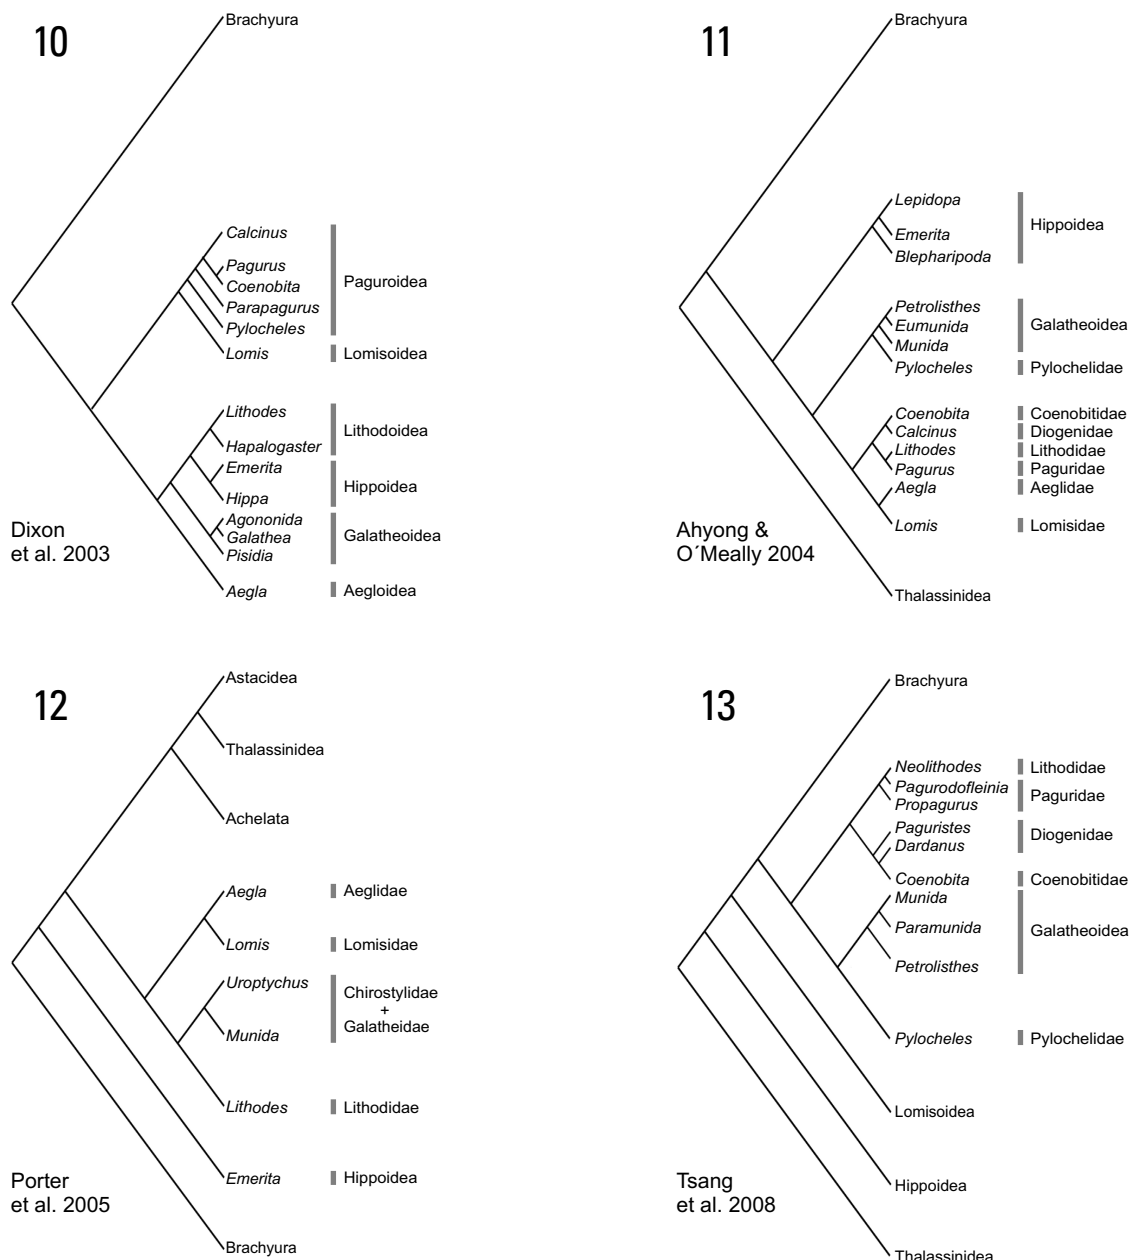 10
Brachyura
Calcinus
Pagurus
Coenobita
Parapagurus
Pylocheles
Paguroidea
Lomis
Lomisoidea
Lithodes
Hapalogaster
Lithodoidea
Emerita
Hippa
Hippoidea
Agononida
Galathea
Pisidia
Galatheoidea
Aegla
Aegloidea
Dixon
et al. 2003
11
Brachyura
Lepidopa
Emerita
Blepharipoda
Hippoidea
Petrolisthes
Eumunida
Munida
Galatheoidea
Pylocheles
Pylochelidae
Coenobita
Coenobitidae
Calcinus
Diogenidae
Lithodes
Lithodidae
Pagurus
Paguridae
Aegla
Aeglidae
Lomis
Lomisidae
Thalassinidea
Ahyong &
O´Meally 2004
12
Astacidea
Thalassinidea
Achelata
Aegla
Aeglidae
Lomis
Lomisidae
Uroptychus
Munida
Chirostylidae
+
Galatheidae
Lithodes
Lithodidae
Emerita
Hippoidea
Brachyura
Porter
et al. 2005
13
Brachyura
Neolithodes
Lithodidae
Pagurodofleinia
Propagurus
Paguridae
Paguristes
Dardanus
Diogenidae
Coenobita
Coenobitidae
Munida
Paramunida
Petrolisthes
Galatheoidea
Pylocheles
Pylochelidae
Lomisoidea
Hippoidea
Thalassinidea
Tsang
et al. 2008